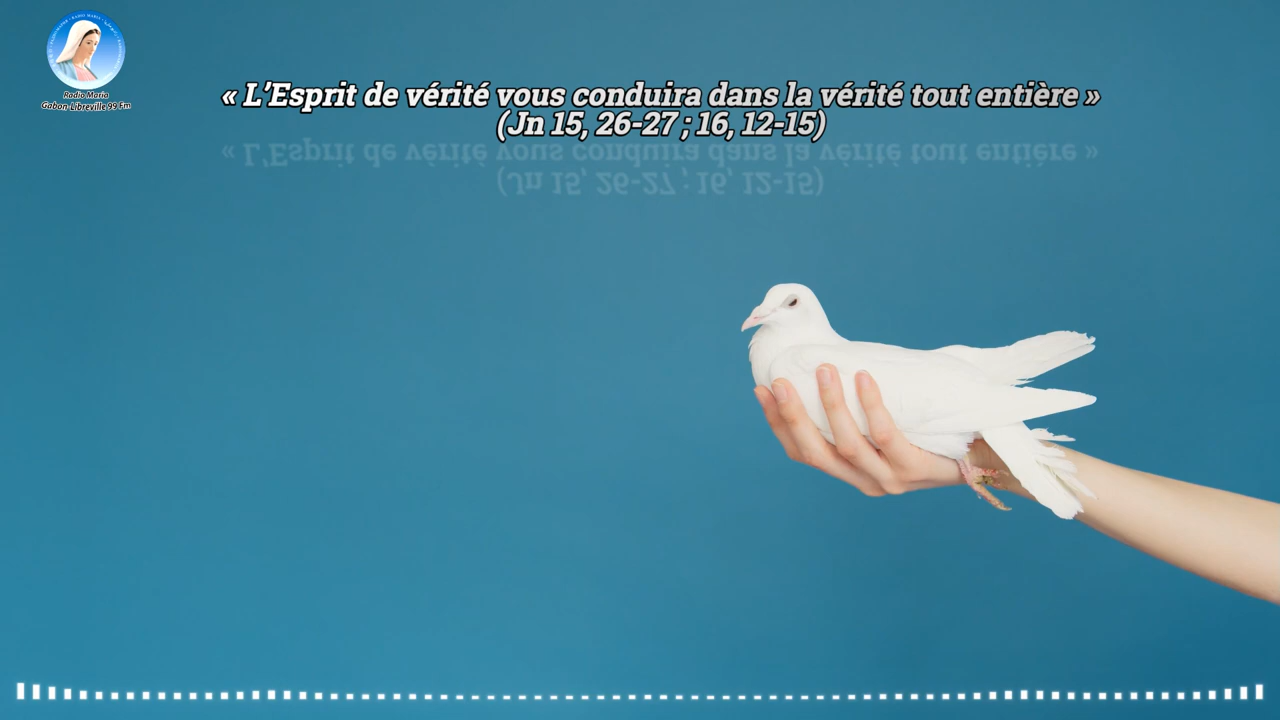 Radio Maria
Gabon-Libreville 99 Fm
« L'Esprit de vérité vous conduira dans la vérité tout entière »
(Jn 15, 26-27 ; 16, 12-15)